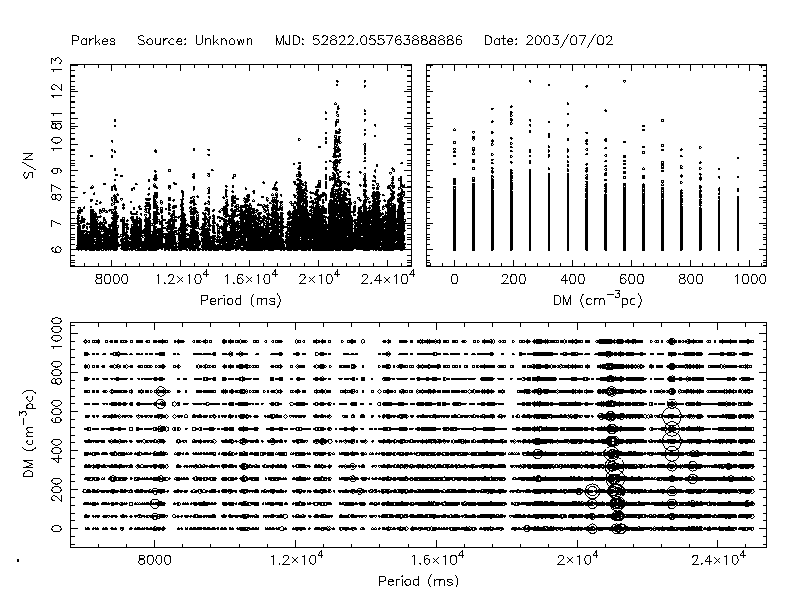 Parkes Source: Unknown MJD: 52822.055763888886 Date: 2003/07/02
13
12
11
10
9
8
7
6
S/N
8000 1.2×10⁴ 1.6×10⁴ 2×10⁴ 2.4×10⁴
Period (ms)
0 200 400 600 800 1000
DM (cm⁻³pc)
1000
800
600
400
200
0
DM (cm⁻³pc)
8000 1.2×10⁴ 1.6×10⁴ 2×10⁴ 2.4×10⁴
Period (ms)